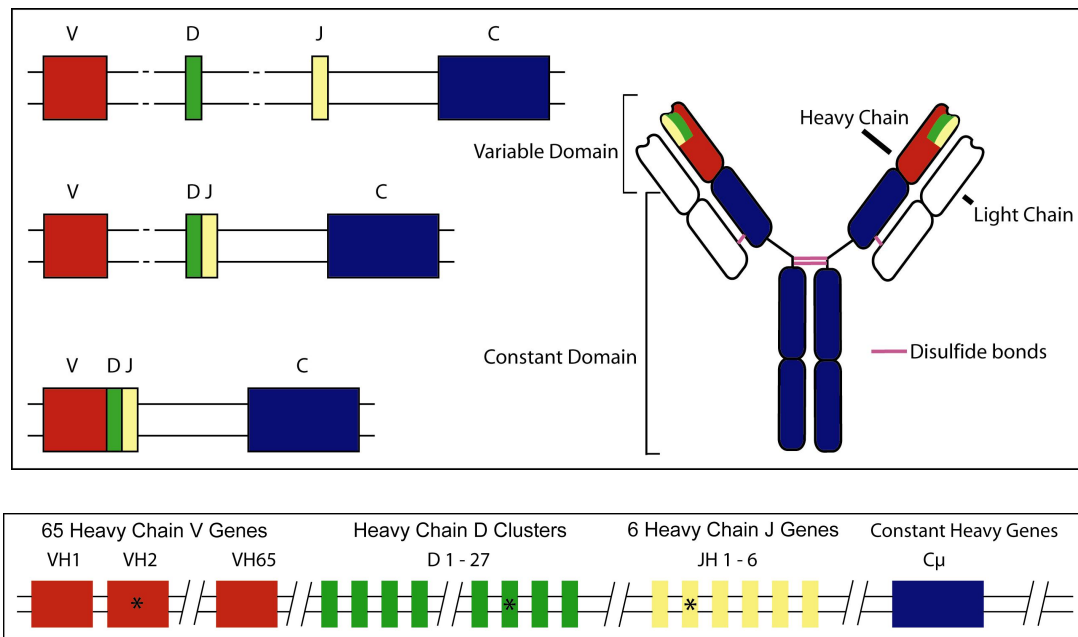 V D J C
V D J C
V D J C
Variable Domain
Constant Domain
Heavy Chain
Light Chain
Disulfide bonds
65 Heavy Chain V Genes Heavy Chain D Clusters 6 Heavy Chain J Genes Constant Heavy Genes
VH1 VH2 VH65 D 1 - 27 JH 1 - 6 Cμ
* * *